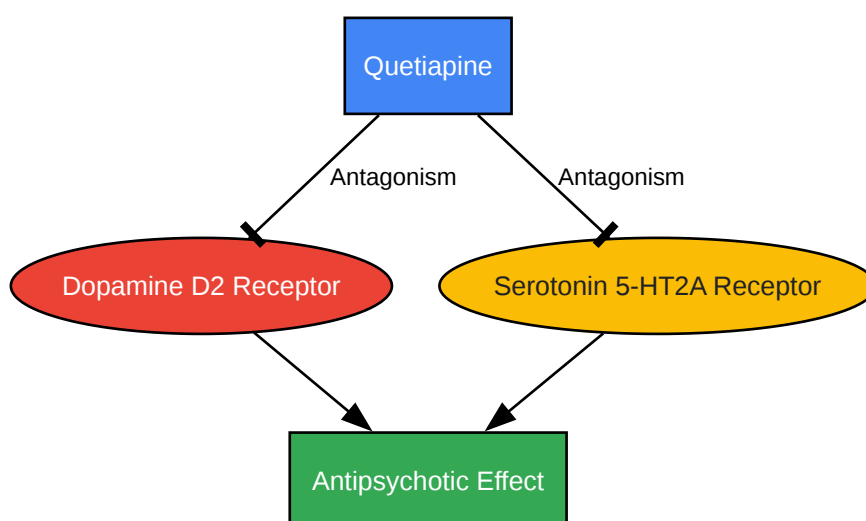 Quetiapine
Antagonism
Antagonism
Dopamine D2 Receptor
Serotonin 5-HT2A Receptor
Antipsychotic Effect